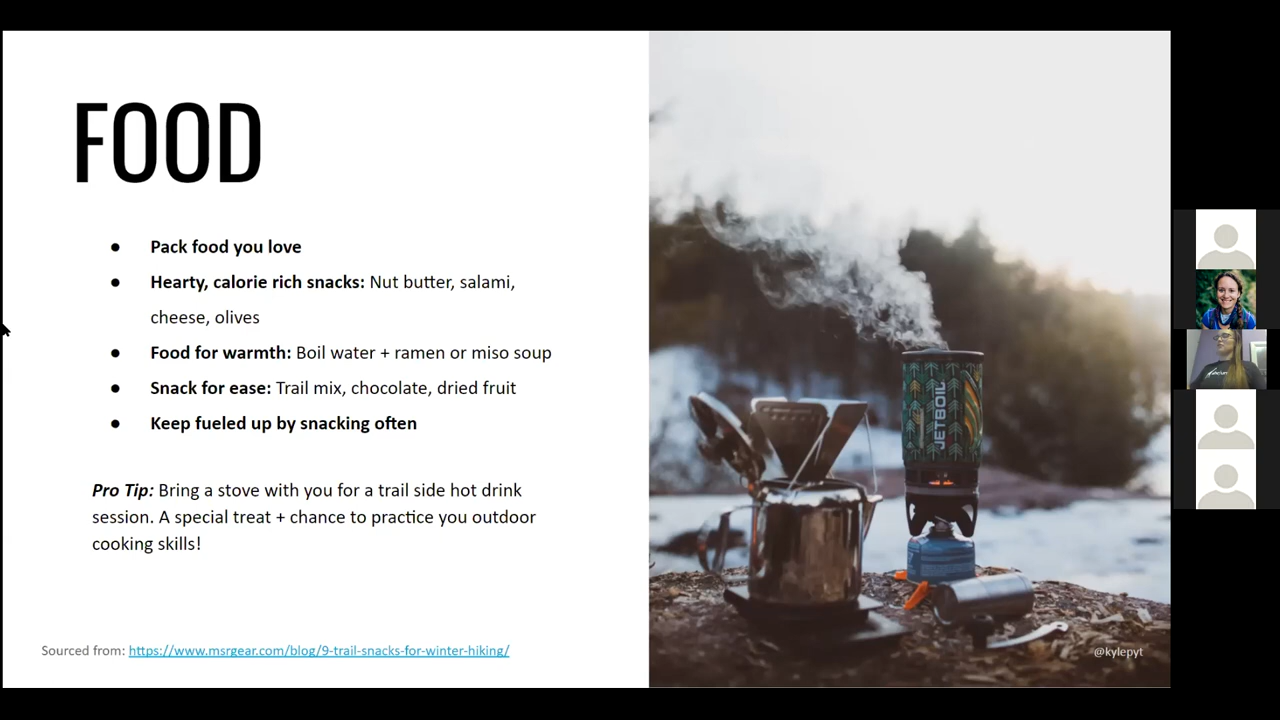 FOOD
● Pack food you love
● Hearty, calorie rich snacks: Nut butter, salami,
cheese, olives
● Food for warmth: Boil water + ramen or miso soup
● Snack for ease: Trail mix, chocolate, dried fruit
● Keep fueled up by snacking often
Pro Tip: Bring a stove with you for a trail side hot drink
session. A special treat + chance to practice you outdoor
cooking skills!
Sourced from: https://www.msrgear.com/blog/9-trail-snacks-for-winter-hiking/
JETBOIL
@kylepyt